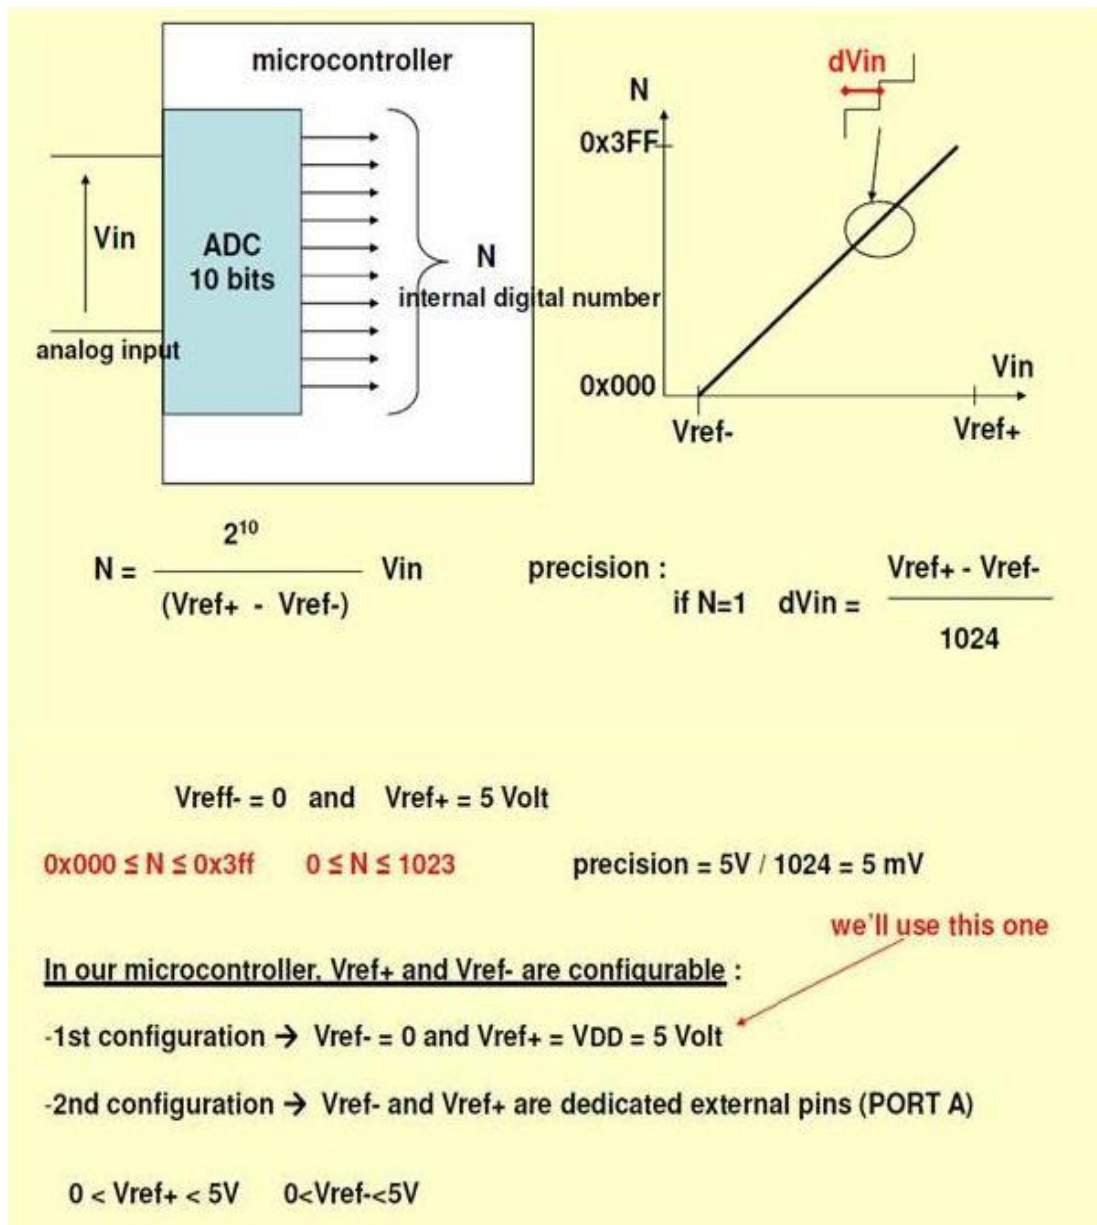 microcontroller
Vin
ADC
10 bits
N
internal digital number
analog input
dVin
N
0x3FF
0x000
Vin
Vref-
Vref+
N = 2¹⁰ / (Vref+ - Vref-) Vin
precision :
if N=1 dVin = Vref+ - Vref- / 1024
Vreff- = 0 and Vref+ = 5 Volt
0x000 ≤ N ≤ 0x3ff 0 ≤ N ≤ 1023 precision = 5V / 1024 = 5 mV
we'll use this one
In our microcontroller, Vref+ and Vref- are configurable :
-1st configuration → Vref- = 0 and Vref+ = VDD = 5 Volt
-2nd configuration → Vref- and Vref+ are dedicated external pins (PORT A)
0 < Vref+ < 5V 0<Vref-<5V